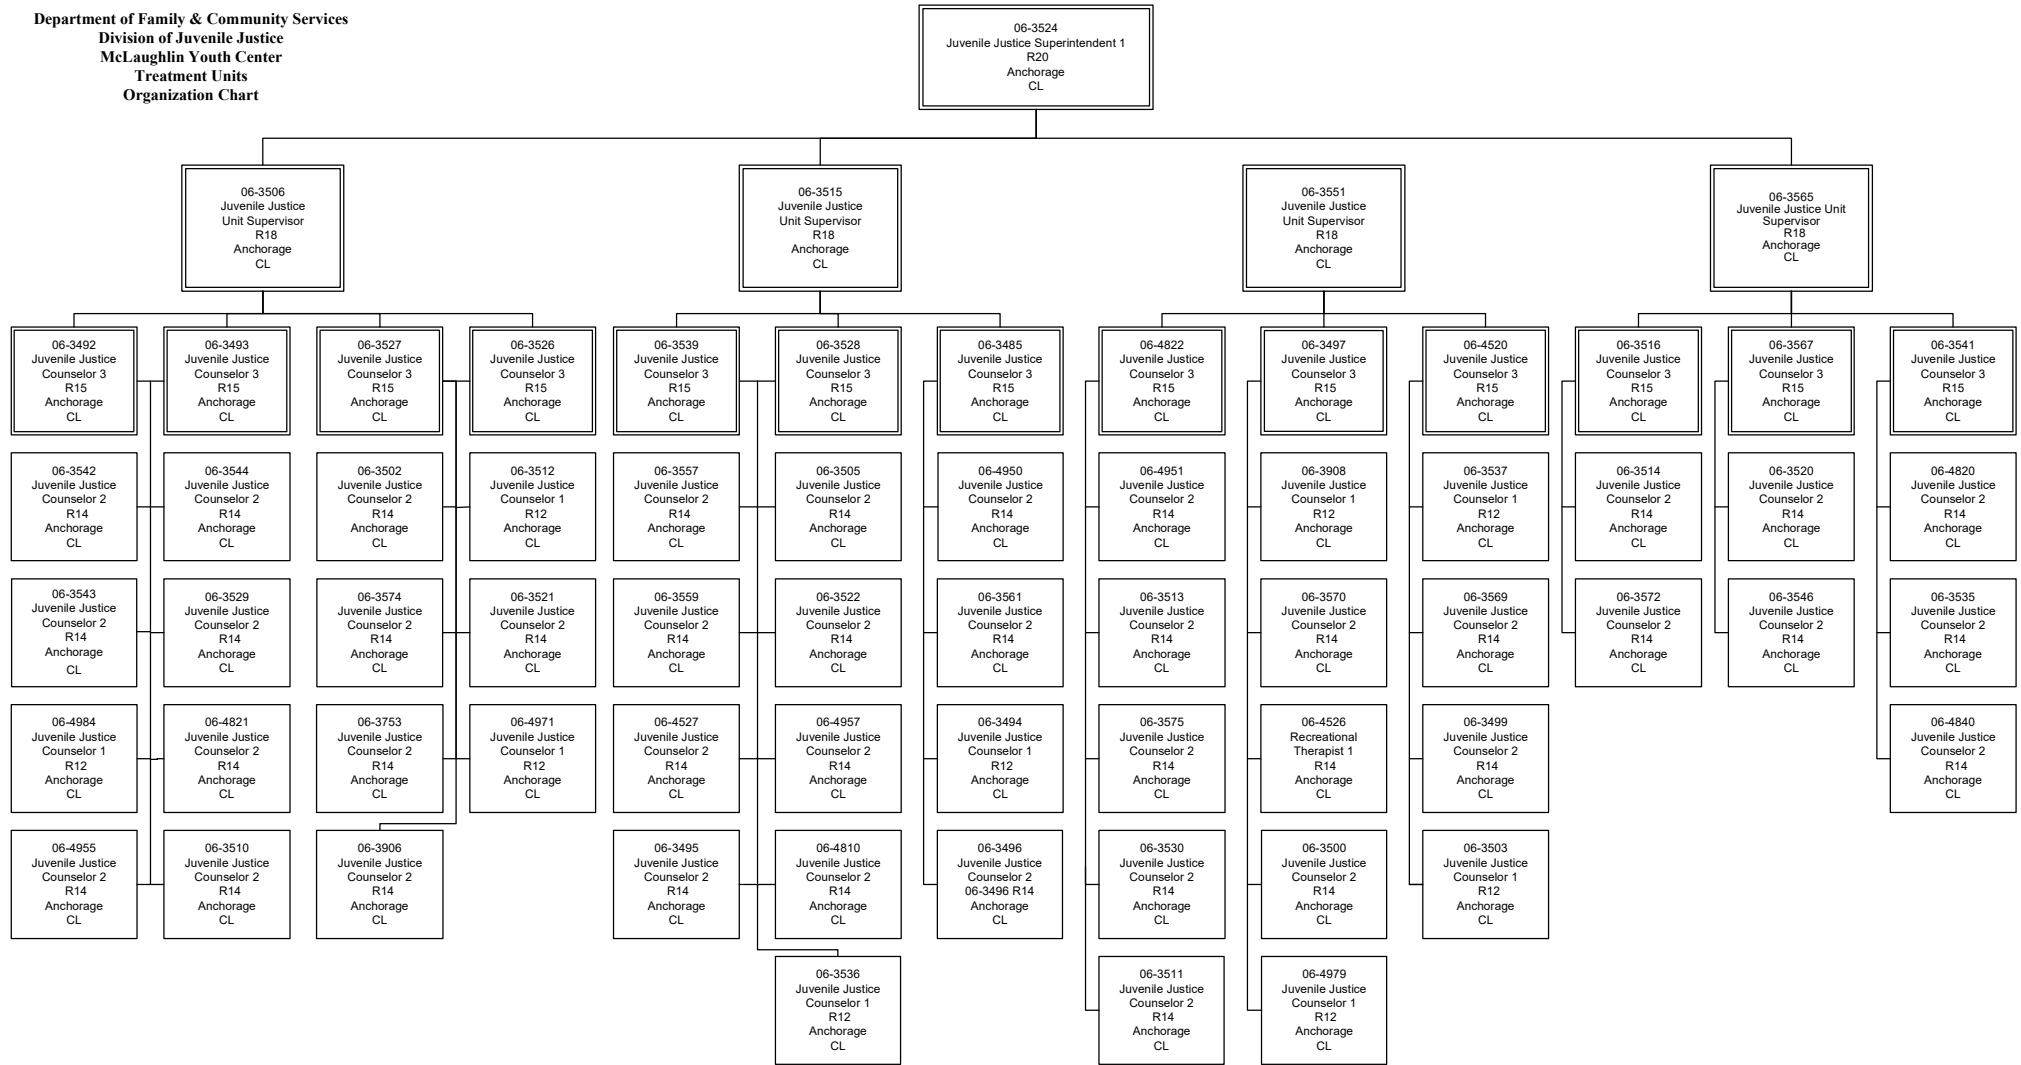 Department of Family & Community Services
Division of Juvenile Justice
McLaughlin Youth Center
Treatment Units
Organization Chart
06-3524
Juvenile Justice Superintendent 1
R20
Anchorage
CL
06-3506
Juvenile Justice
Unit Supervisor
R18
Anchorage
CL
06-3515
Juvenile Justice
Unit Supervisor
R18
Anchorage
CL
06-3551
Juvenile Justice
Unit Supervisor
R18
Anchorage
CL
06-3565
Juvenile Justice Unit
Supervisor
R18
Anchorage
CL
06-3492
Juvenile Justice
Counselor 3
R15
Anchorage
CL
06-3493
Juvenile Justice
Counselor 3
R15
Anchorage
CL
06-3527
Juvenile Justice
Counselor 3
R15
Anchorage
CL
06-3526
Juvenile Justice
Counselor 3
R15
Anchorage
CL
06-3539
Juvenile Justice
Counselor 3
R15
Anchorage
CL
06-3528
Juvenile Justice
Counselor 3
R15
Anchorage
CL
06-3485
Juvenile Justice
Counselor 3
R15
Anchorage
CL
06-4822
Juvenile Justice
Counselor 3
R15
Anchorage
CL
06-3497
Juvenile Justice
Counselor 3
R15
Anchorage
CL
06-4520
Juvenile Justice
Counselor 3
R15
Anchorage
CL
06-3516
Juvenile Justice
Counselor 3
R15
Anchorage
CL
06-3567
Juvenile Justice
Counselor 3
R15
Anchorage
CL
06-3541
Juvenile Justice
Counselor 3
R15
Anchorage
CL
06-3542
Juvenile Justice
Counselor 2
R14
Anchorage
CL
06-3544
Juvenile Justice
Counselor 2
R14
Anchorage
CL
06-3502
Juvenile Justice
Counselor 2
R14
Anchorage
CL
06-3512
Juvenile Justice
Counselor 1
R12
Anchorage
CL
06-3557
Juvenile Justice
Counselor 2
R14
Anchorage
CL
06-3505
Juvenile Justice
Counselor 2
R14
Anchorage
CL
06-4950
Juvenile Justice
Counselor 2
R14
Anchorage
CL
06-4951
Juvenile Justice
Counselor 2
R14
Anchorage
CL
06-3908
Juvenile Justice
Counselor 1
R12
Anchorage
CL
06-3537
Juvenile Justice
Counselor 1
R12
Anchorage
CL
06-3514
Juvenile Justice
Counselor 2
R14
Anchorage
CL
06-3520
Juvenile Justice
Counselor 2
R14
Anchorage
CL
06-4820
Juvenile Justice
Counselor 2
R14
Anchorage
CL
06-3543
Juvenile Justice
Counselor 2
R14
Anchorage
CL
06-3529
Juvenile Justice
Counselor 2
R14
Anchorage
CL
06-3574
Juvenile Justice
Counselor 2
R14
Anchorage
CL
06-3521
Juvenile Justice
Counselor 2
R14
Anchorage
CL
06-3559
Juvenile Justice
Counselor 2
R14
Anchorage
CL
06-3522
Juvenile Justice
Counselor 2
R14
Anchorage
CL
06-3561
Juvenile Justice
Counselor 2
R14
Anchorage
CL
06-3513
Juvenile Justice
Counselor 2
R14
Anchorage
CL
06-3570
Juvenile Justice
Counselor 2
R14
Anchorage
CL
06-3569
Juvenile Justice
Counselor 2
R14
Anchorage
CL
06-3572
Juvenile Justice
Counselor 2
R14
Anchorage
CL
06-3546
Juvenile Justice
Counselor 2
R14
Anchorage
CL
06-3535
Juvenile Justice
Counselor 2
R14
Anchorage
CL
06-4984
Juvenile Justice
Counselor 1
R12
Anchorage
CL
06-4821
Juvenile Justice
Counselor 2
R14
Anchorage
CL
06-3753
Juvenile Justice
Counselor 2
R14
Anchorage
CL
06-4971
Juvenile Justice
Counselor 1
R12
Anchorage
CL
06-4527
Juvenile Justice
Counselor 2
R14
Anchorage
CL
06-4957
Juvenile Justice
Counselor 2
R14
Anchorage
CL
06-3494
Juvenile Justice
Counselor 1
R12
Anchorage
CL
06-3575
Juvenile Justice
Counselor 2
R14
Anchorage
CL
06-4526
Recreational
Therapist 1
R14
Anchorage
CL
06-3499
Juvenile Justice
Counselor 2
R14
Anchorage
CL
06-4840
Juvenile Justice
Counselor 2
R14
Anchorage
CL
06-4955
Juvenile Justice
Counselor 2
R14
Anchorage
CL
06-3510
Juvenile Justice
Counselor 2
R14
Anchorage
CL
06-3906
Juvenile Justice
Counselor 2
R14
Anchorage
CL
06-3495
Juvenile Justice
Counselor 2
R14
Anchorage
CL
06-4810
Juvenile Justice
Counselor 2
R14
Anchorage
CL
06-3496
Juvenile Justice
Counselor 2
06-3496 R14
Anchorage
CL
06-3530
Juvenile Justice
Counselor 2
R14
Anchorage
CL
06-3500
Juvenile Justice
Counselor 2
R14
Anchorage
CL
06-3503
Juvenile Justice
Counselor 1
R12
Anchorage
CL
06-3536
Juvenile Justice
Counselor 1
R12
Anchorage
CL
06-3511
Juvenile Justice
Counselor 2
R14
Anchorage
CL
06-4979
Juvenile Justice
Counselor 1
R12
Anchorage
CL